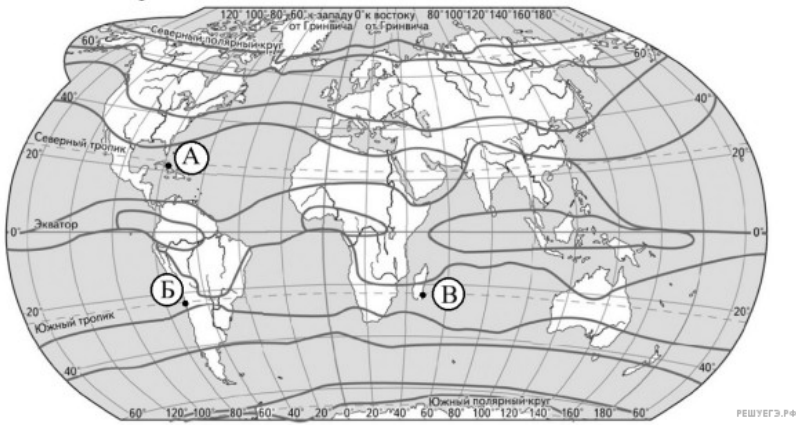 120° 100° 80° 60° к западу 0° к востоку 80° 100° 120° 140° 160° 180°
от Гринвича от Гринвича
Северный полярный круг
60° 60°
40° 40°
Северный тропик
20° 20°
А
Экватор
0° 0°
Б В
20° 20°
Южный тропик
40° 40°
Южный полярный круг
60° 120° 100° 80° 60° 40° 20° 0° 20° 40° 60° 80° 100° 120° 140° 160° 180° 60°
РЕШУЕГЭ.РФ